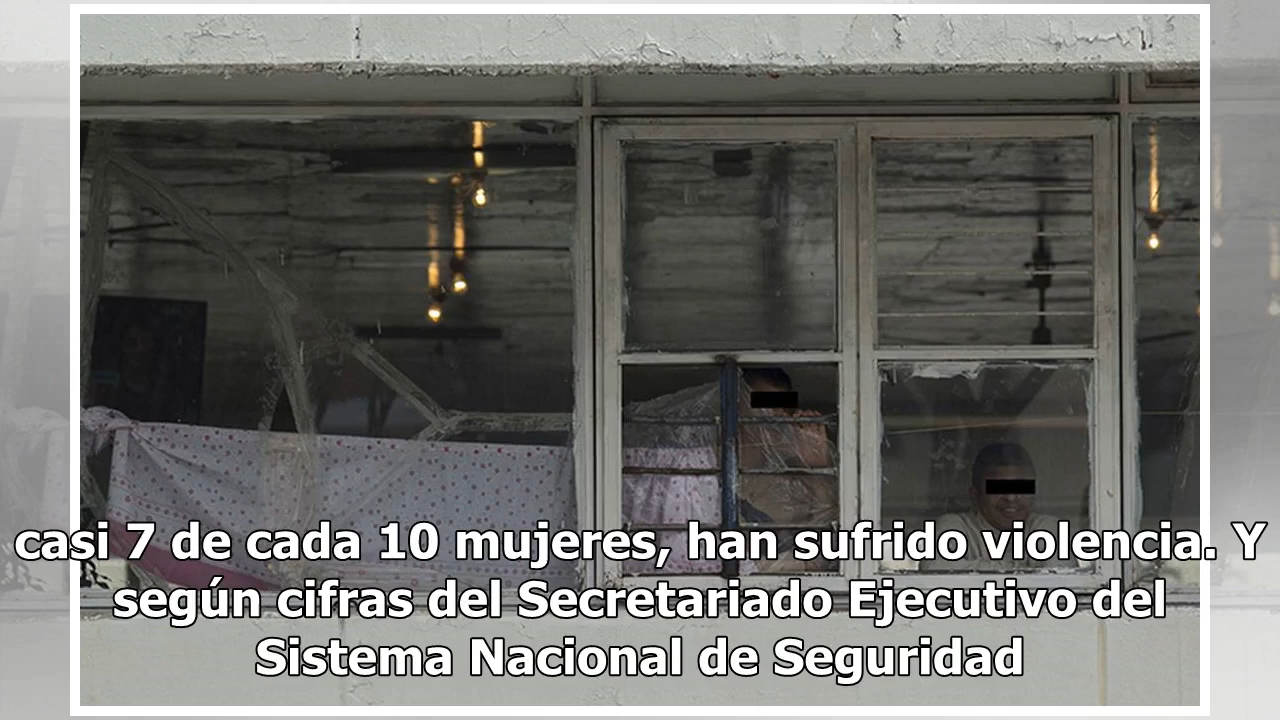 casi 7 de cada 10 mujeres, han sufrido violencia. Y
según cifras del Secretariado Ejecutivo del
Sistema Nacional de Seguridad